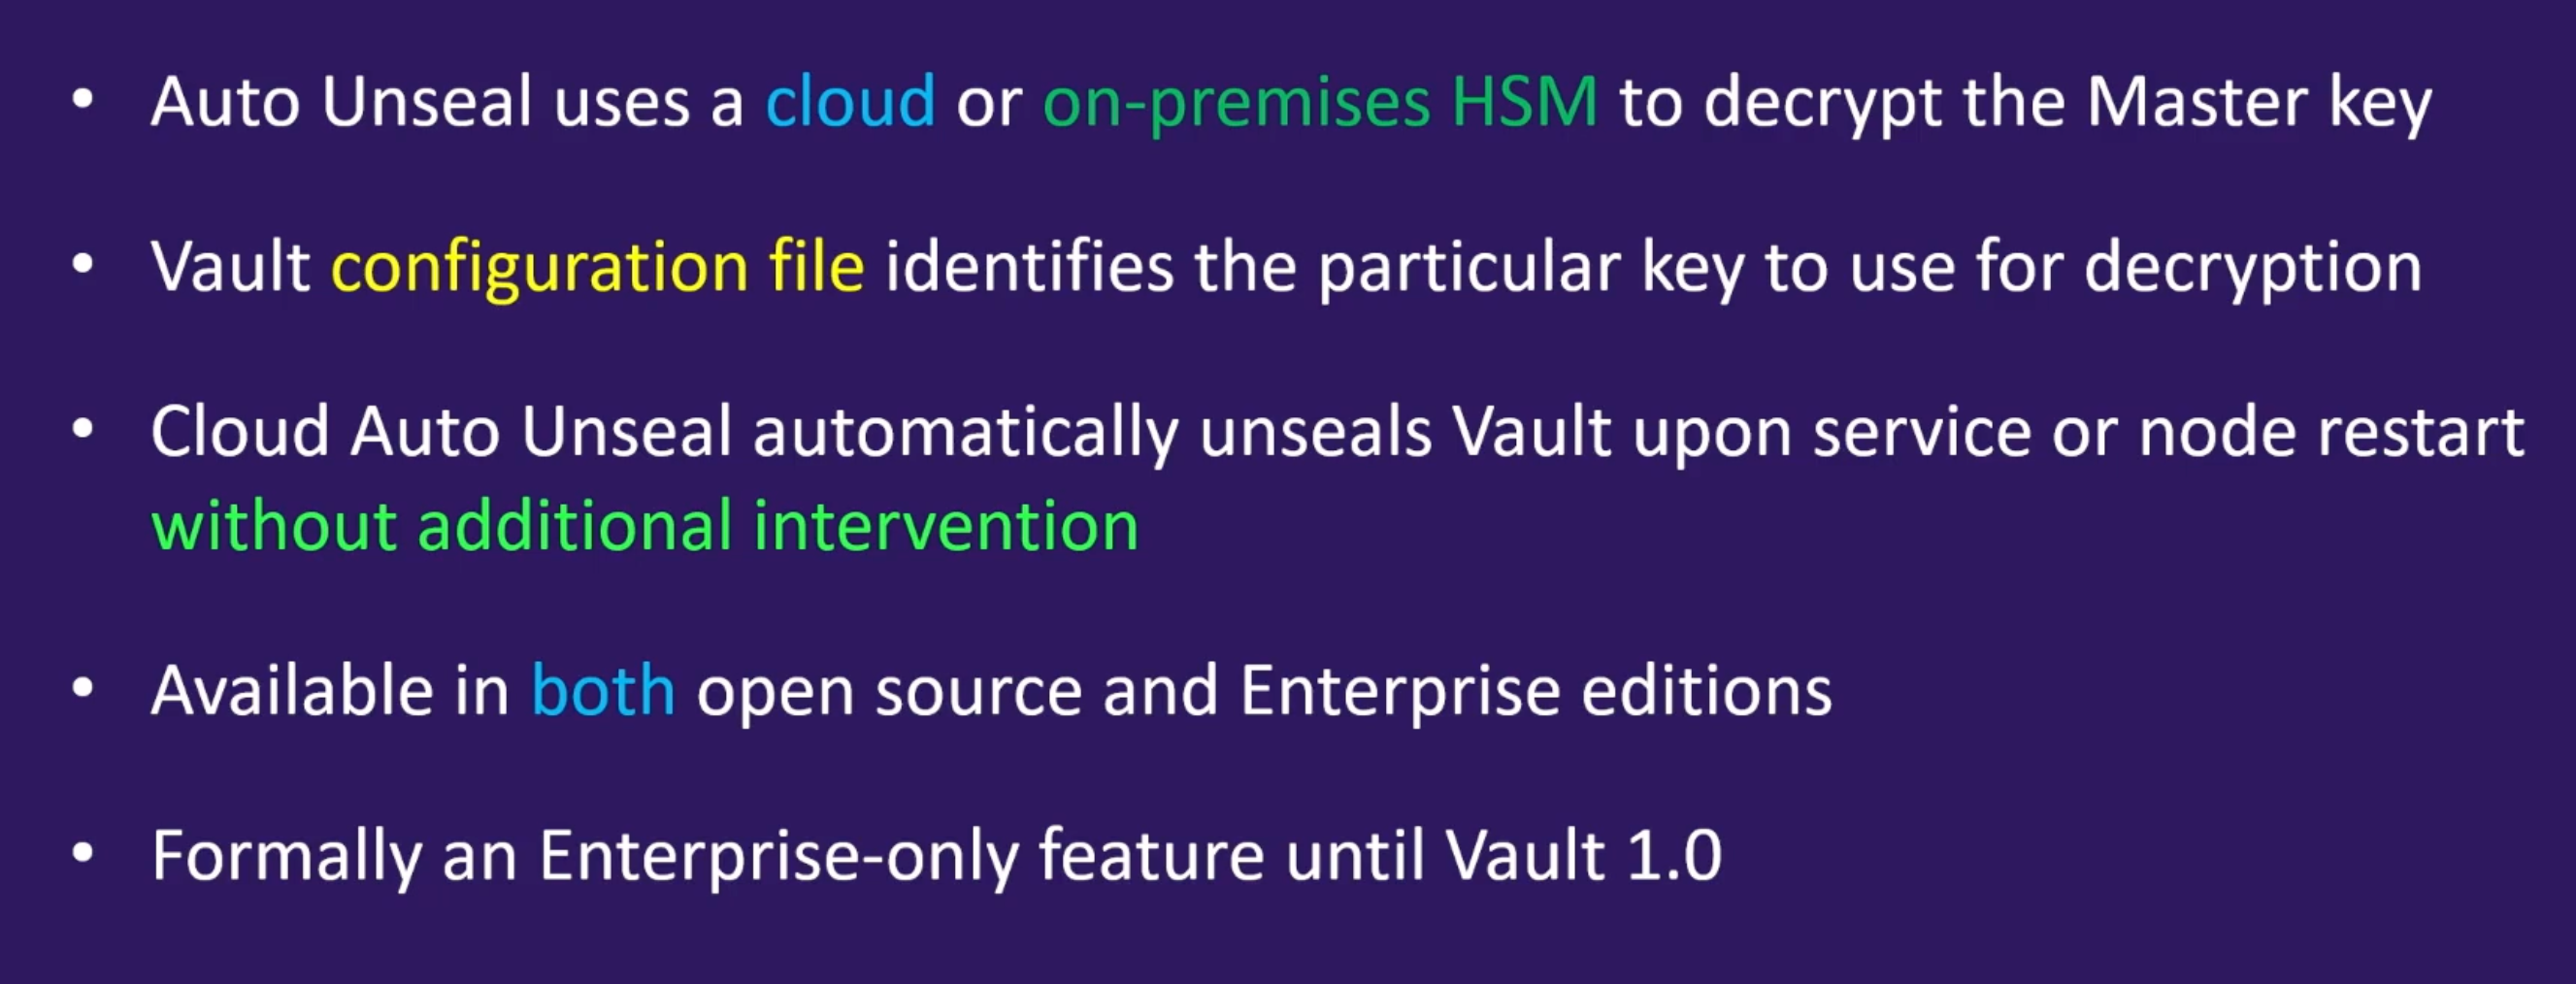 • Auto Unseal uses a cloud or on-premises HSM to decrypt the Master key
• Vault configuration file identifies the particular key to use for decryption
• Cloud Auto Unseal automatically unseals Vault upon service or node restart
without additional intervention
• Available in both open source and Enterprise editions
• Formally an Enterprise-only feature until Vault 1.0